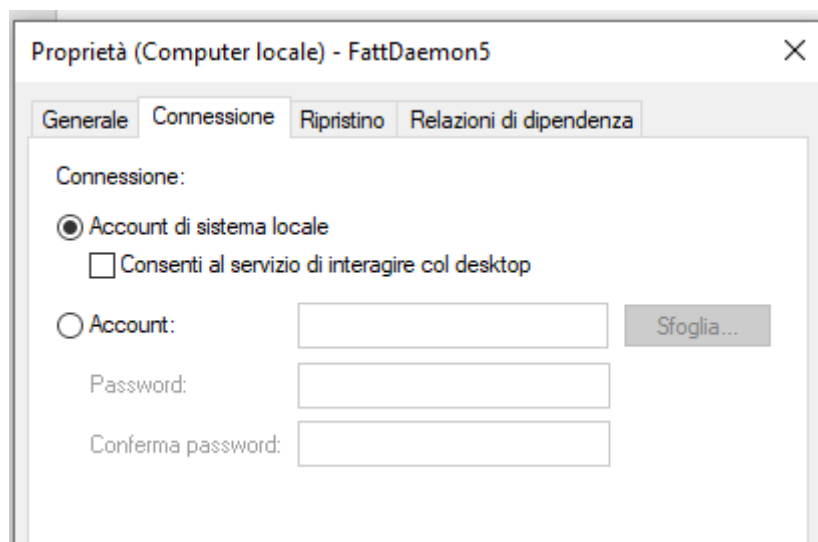 Proprietà (Computer locale) - FattDaemon5
Generale Connessione Ripristino Relazioni di dipendenza
Connessione:
Account di sistema locale
Consenti al servizio di interagire col desktop
Account: Sfoglia...
Password:
Conferma password: